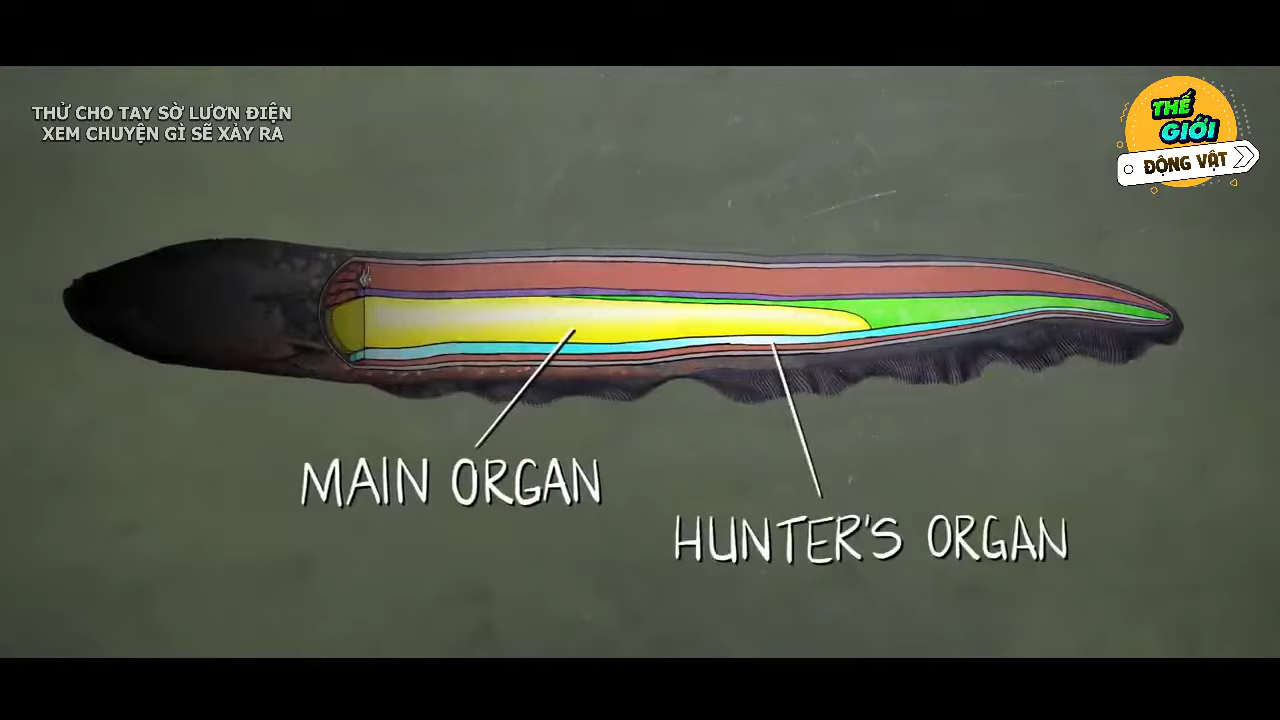 THỬ CHO TAY SỜ LƯƠN ĐIỆN
XEM CHUYỆN GÌ SẼ XẢY RA
THẾ
GIỚI
ĐỘNG VẬT
MAIN ORGAN
HUNTER'S ORGAN